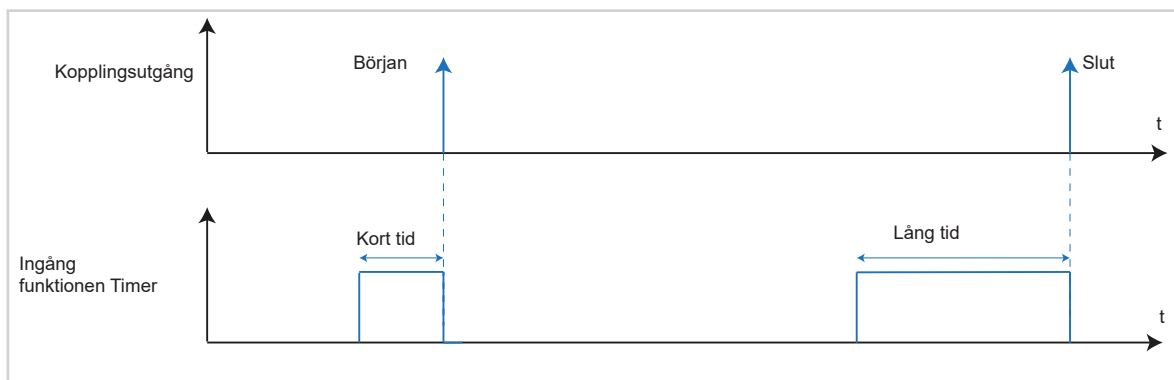 Kopplingsutgång
Början
Slut
t
Kort tid
Lång tid
Ingång
funktionen Timer
t